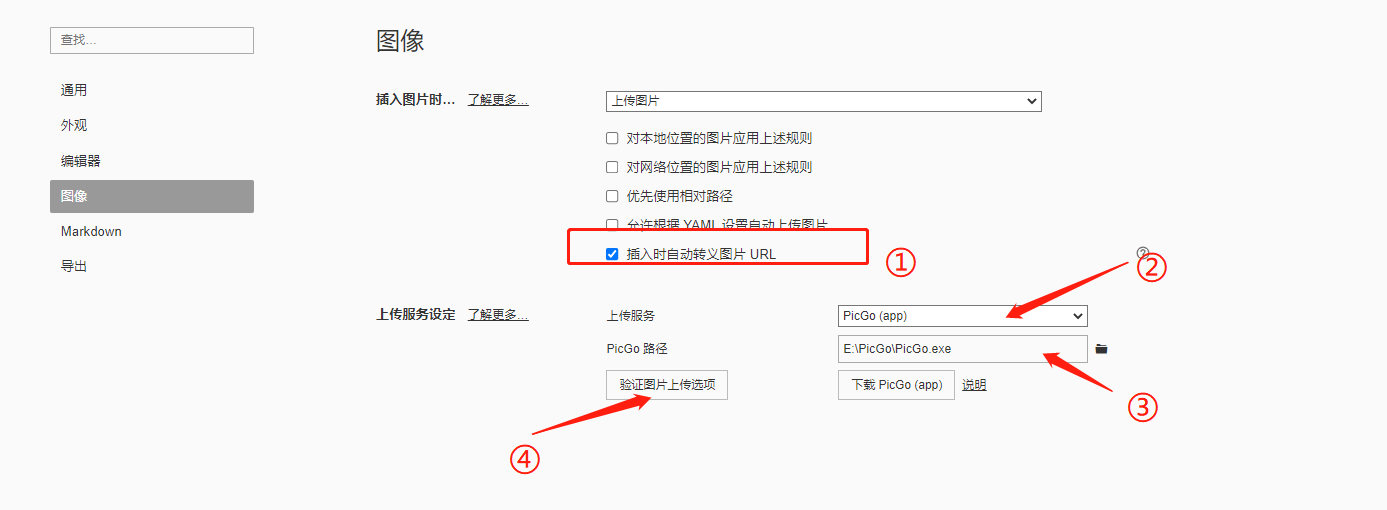 查找...
通用
外观
编辑器
图像
Markdown
导出
图像
插入图片时... 了解更多... 上传图片
对本地位置的图片应用上述规则
对网络位置的图片应用上述规则
优先使用相对路径
允许根据 YAML 设置自动上传图片
插入时自动转义图片 URL ① ? ②
上传服务设定 了解更多... 上传服务 PicGo (app)
PicGo 路径 E:\PicGo\PicGo.exe
验证图片上传选项 下载 PicGo (app) 说明
③
④